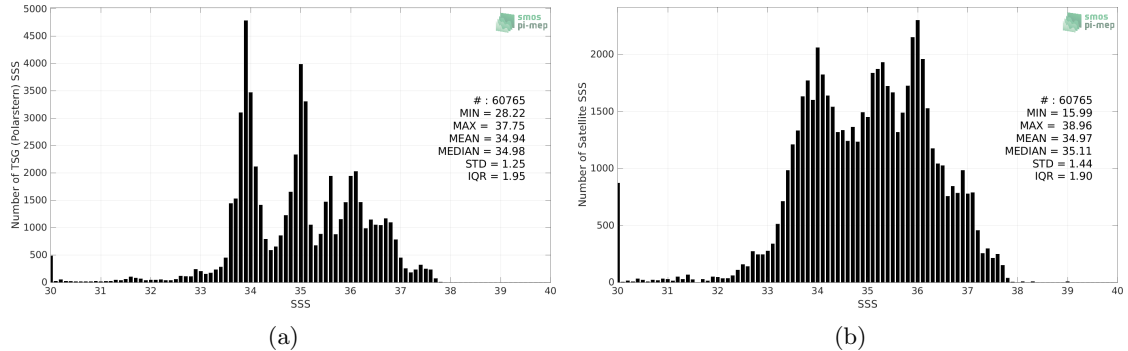 5000
4500
4000
3500
3000
2500
2000
1500
1000
500
0
Number of TSG (Polarstern) SSS
smos
pi-mep
# : 60765
MIN = 28.22
MAX = 37.75
MEAN = 34.94
MEDIAN = 34.98
STD = 1.25
IQR = 1.95
30 31 32 33 34 35 36 37 38 39 40
SSS
(a)
2000
1500
1000
500
0
Number of Satellite SSS
smos
pi-mep
# : 60765
MIN = 15.99
MAX = 38.96
MEAN = 34.97
MEDIAN = 35.11
STD = 1.44
IQR = 1.90
30 31 32 33 34 35 36 37 38 39 40
SSS
(b)